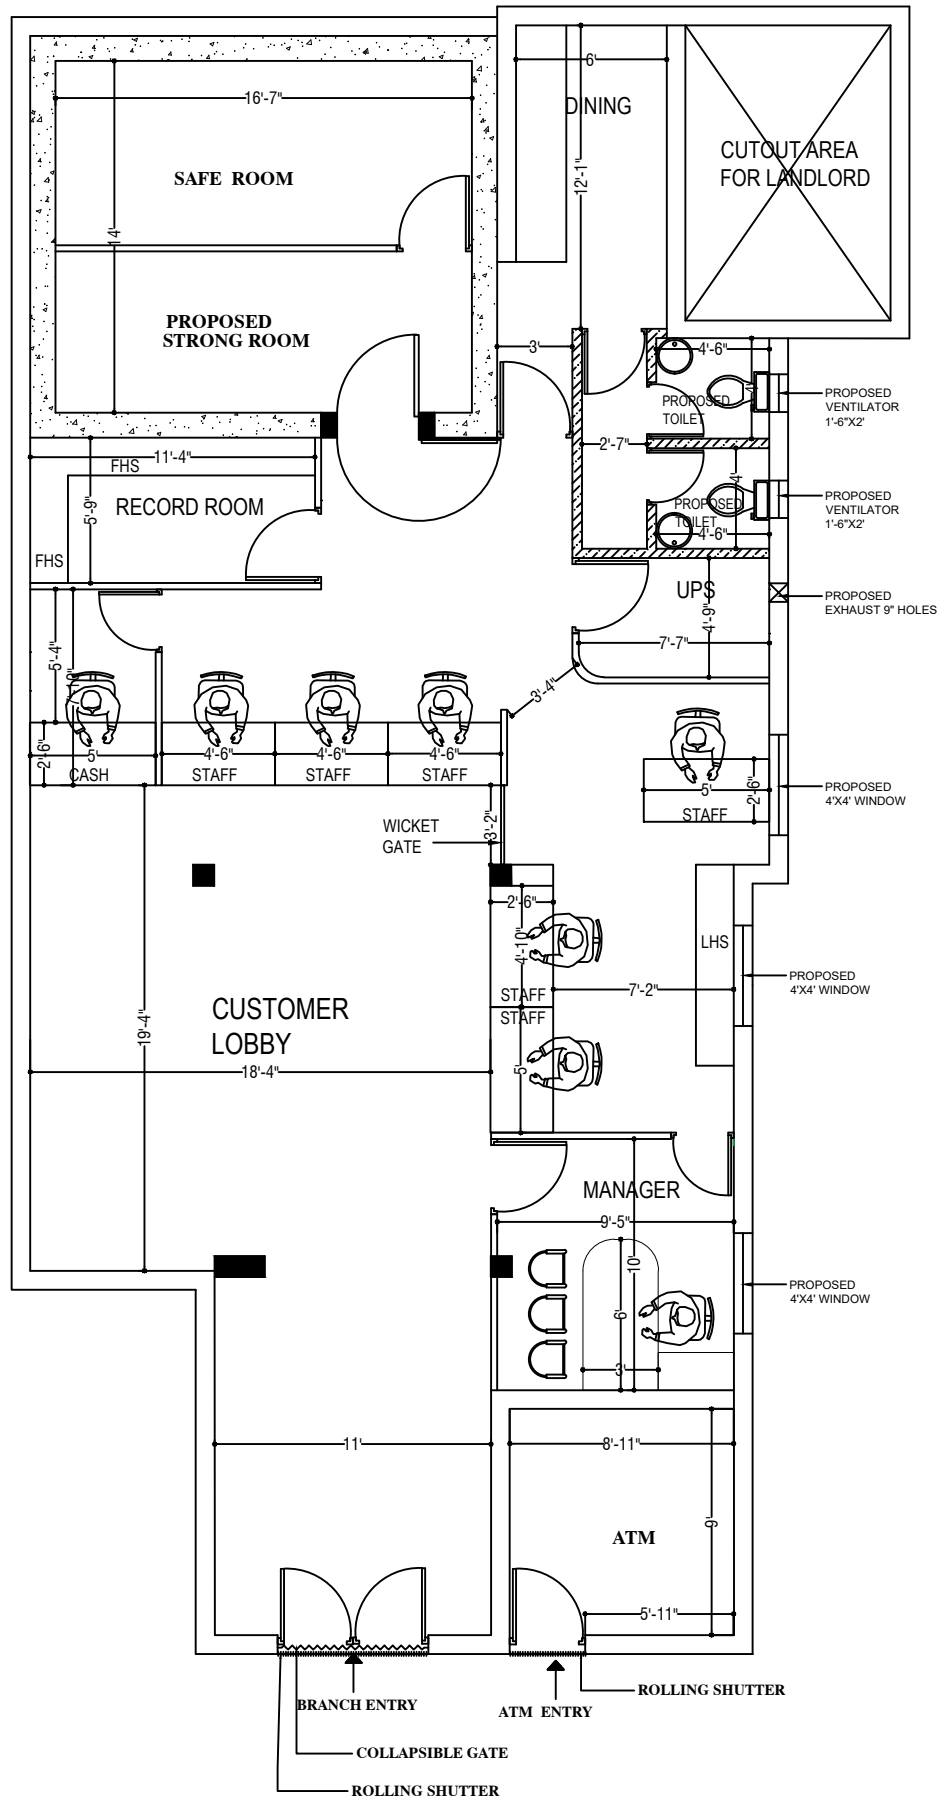 6'
16'-7"
DINING
CUTOUT AREA
FOR LANDLORD
12'-1"
SAFE ROOM
14'
PROPOSED
STRONG ROOM
3'
4'-6"
4'
PROPOSED
TOILET
PROPOSED
VENTILATOR
1'-6"X2'
2'-7"
11'-4"
FHS
5'-9"
RECORD ROOM
FHS
4'
PROPOSED
TOILET
4'-6"
PROPOSED
VENTILATOR
1'-6"X2'
UPS
4'-9"
7'-7"
PROPOSED
EXHAUST 9" HOLES
5'-4"
7'-10"
3'-4"
2'-6"
5'
CASH
4'-6"
STAFF
4'-6"
STAFF
4'-6"
STAFF
5'
STAFF
2'-6"
PROPOSED
4'X4' WINDOW
WICKET
GATE
3'-2"
2'-6"
4'-10"
STAFF
STAFF
5'
7'-2"
LHS
PROPOSED
4'X4' WINDOW
CUSTOMER
LOBBY
19'-4"
18'-4"
MANAGER
9'-5"
10'
6'
3'
PROPOSED
4'X4' WINDOW
11'
8'-11"
9'
ATM
5'-11"
BRANCH ENTRY
ATM ENTRY
ROLLING SHUTTER
COLLAPSIBLE GATE
ROLLING SHUTTER